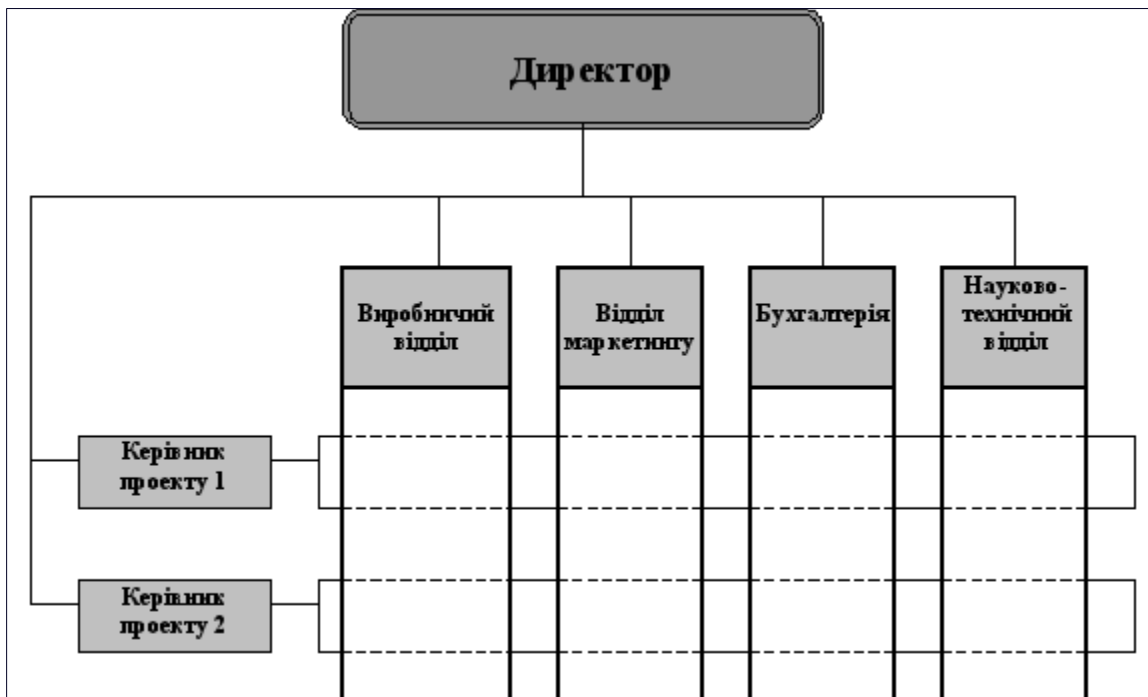 Директор
Виробничий
відділ
Відділ
маркетингу
Бухгалтерія
Науково-
технічний
відділ
Керівник
проекту 1
Керівник
проекту 2